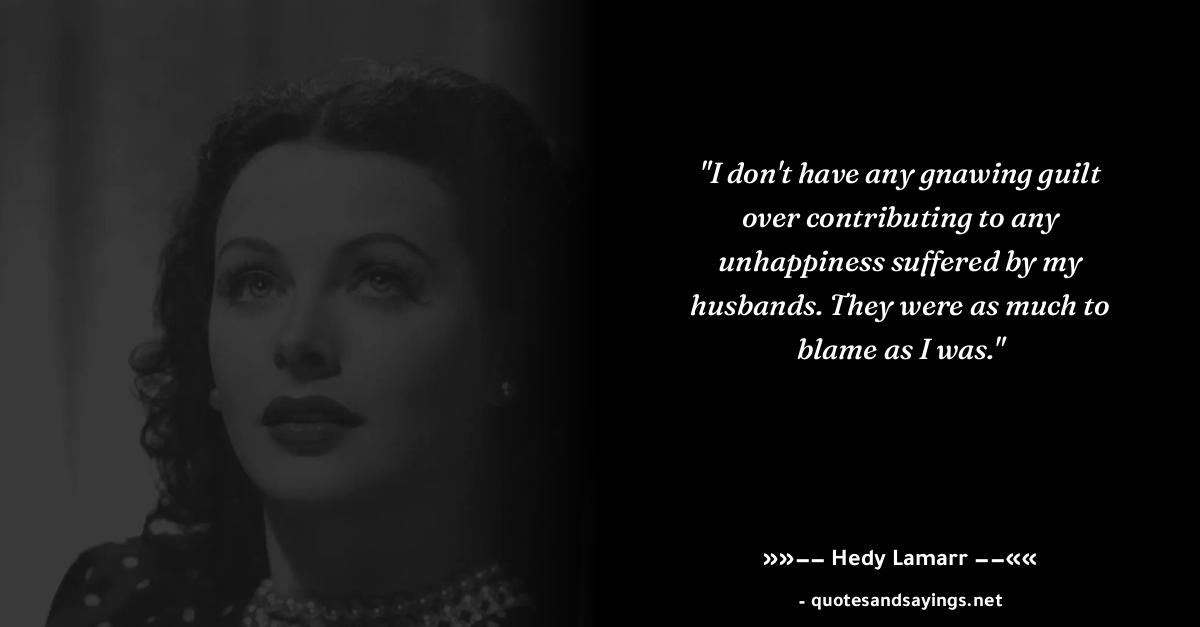 "I don't have any gnawing guilt
over contributing to any
unhappiness suffered by my
husbands. They were as much to
blame as I was."
»»–– Hedy Lamarr ––««
- quotesandsayings.net